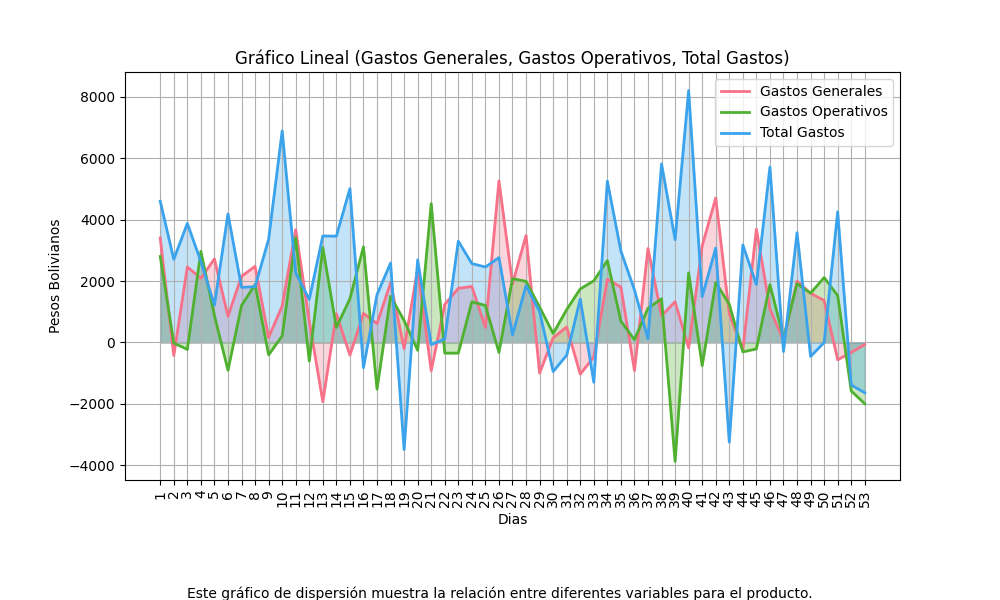 Gráfico Lineal (Gastos Generales, Gastos Operativos, Total Gastos)
Gastos Generales
Gastos Operativos
Total Gastos
8000
6000
4000
2000
0
−2000
−4000
Pesos Bolivianos
1 2 3 4 5 6 7 8 9 10 11 12 13 14 15 16 17 18 19 20 21 22 23 24 25 26 27 28 29 30 31 32 33 34 35 36 37 38 39 40 41 42 43 44 45 46 47 48 49 50 51 52 53
Dias
Este gráfico de dispersión muestra la relación entre diferentes variables para el producto.